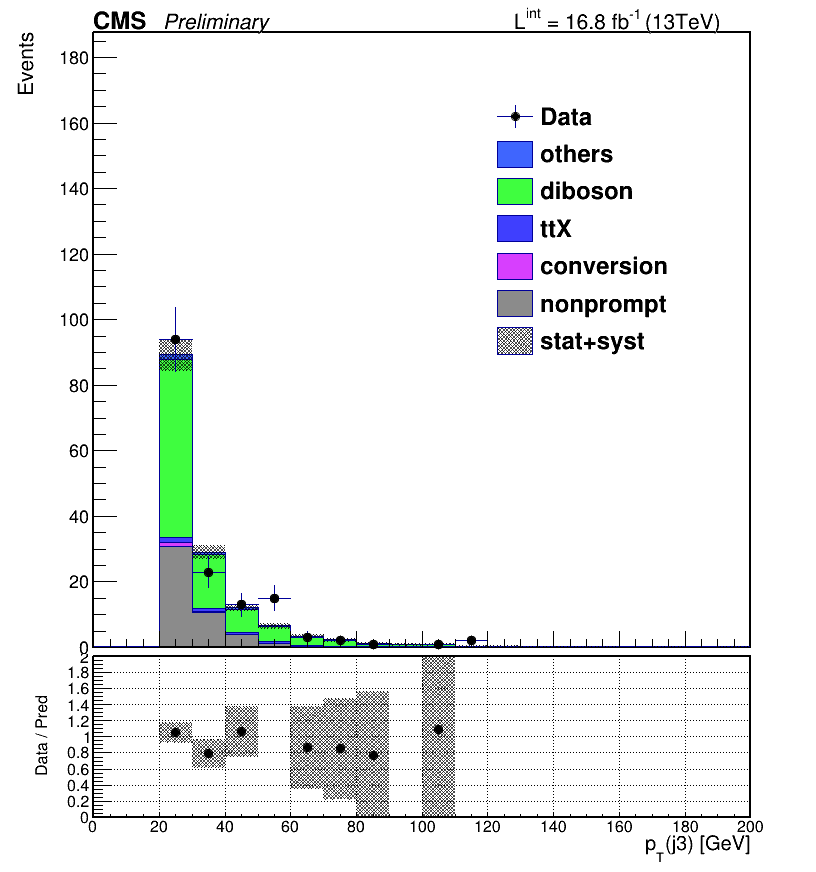 CMS Preliminary L^int = 16.8 fb^-1 (13TeV)
Events
180
160
140
120
100
80
60
40
20
0
Data
others
diboson
ttX
conversion
nonprompt
stat+syst
Data / Pred
2
1.8
1.6
1.4
1.2
1
0.8
0.6
0.4
0.2
0
0 20 40 60 80 100 120 140 160 180 200
p_T(j3) [GeV]